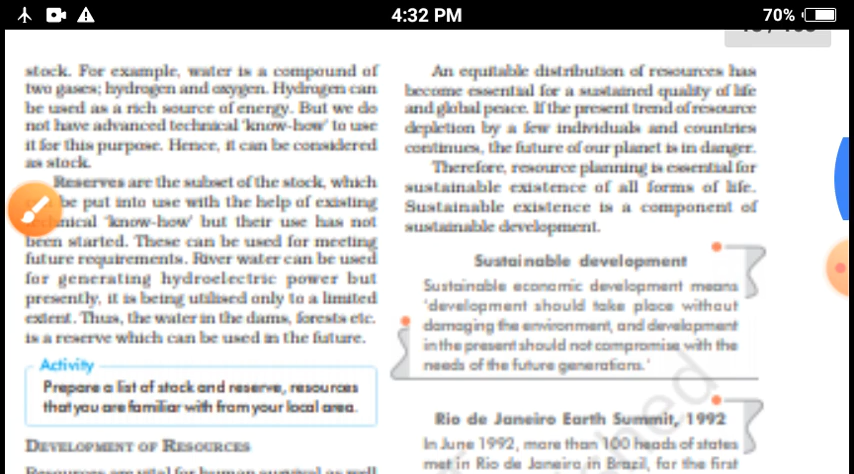 4:32 PM
70%
stock. For example, water is a compound of
two gases; hydrogen and oxygen. Hydrogen can
be used as a rich source of energy. But we do
not have advanced technical 'know-how' to use
it for this purpose. Hence, it can be considered
as stock.
Reserves are the subset of the stock, which
be put into use with the help of existing
'know-how' but their use has not
been started. These can be used for meeting
future requirements. River water can be used
for generating hydroelectric power but
presently, it is being utilised only to a limited
extent. Thus, the water in the dams, forests etc.
is a reserve which can be used in the future.
Activity
Prepare a list of stock and reserve, resources
that you are familiar with from your local area.
DEVELOPMENT OF RESOURCES
Resources are vital for human survival as well
An equitable distribution of resources has
become essential for a sustained quality of life
and global peace. If the present trend of resource
depletion by a few individuals and countries
continues, the future of our planet is in danger.
Therefore, resource planning is essential for
sustainable existence of all forms of life.
Sustainable existence is a component of
sustainable development.
Sustainable development
Sustainable economic development means
'development should take place without
damaging the environment, and development
in the present should not compromise with the
needs of the future generations.'
Rio de Janeiro Earth Summit, 1992
In June 1992, more than 100 heads of states
met in Rio de Janeiro in Brazil, for the first